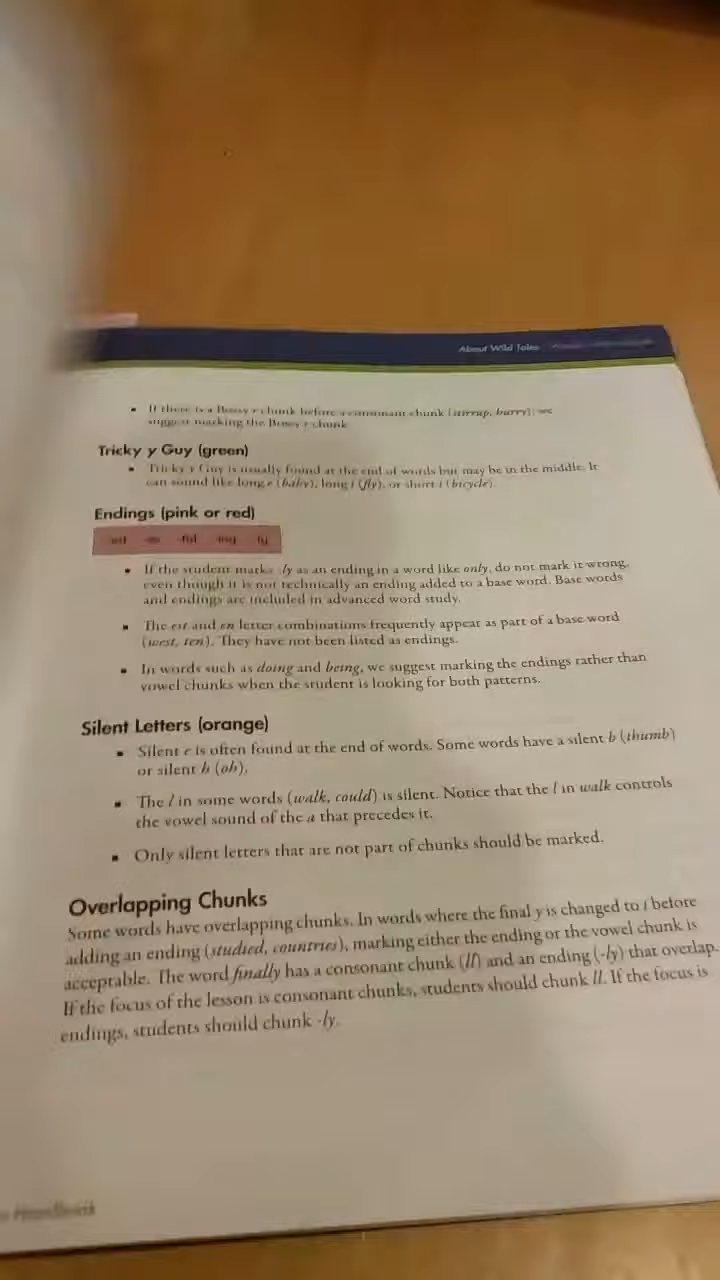 About Wild Tales
▪ If there is a Bossy r chunk before a consonant chunk (stirrup, hurry), we
suggest marking the Bossy r chunk.
Tricky y Guy (green)
▪ Tricky y Guy is usually found at the end of words but may be in the middle. It
can sound like long e (baby), long i (fly), or short i (bicycle).
Endings (pink or red)
-ed -es -ful -ing -ly
▪ If the student marks -ly as an ending in a word like only, do not mark it wrong,
even though it is not technically an ending added to a base word. Base words
and endings are included in advanced word study.
▪ The est and en letter combinations frequently appear as part of a base word
(west, ten). They have not been listed as endings.
▪ In words such as doing and being, we suggest marking the endings rather than
vowel chunks when the student is looking for both patterns.
Silent Letters (orange)
▪ Silent e is often found at the end of words. Some words have a silent b (thumb)
or silent h (oh).
▪ The l in some words (walk, could) is silent. Notice that the l in walk controls
the vowel sound of the a that precedes it.
▪ Only silent letters that are not part of chunks should be marked.
Overlapping Chunks
Some words have overlapping chunks. In words where the final y is changed to i before
adding an ending (studied, countries), marking either the ending or the vowel chunk is
acceptable. The word finally has a consonant chunk (ll) and an ending (-ly) that overlap.
If the focus of the lesson is consonant chunks, students should chunk ll. If the focus is
endings, students should chunk -ly.
Handbook